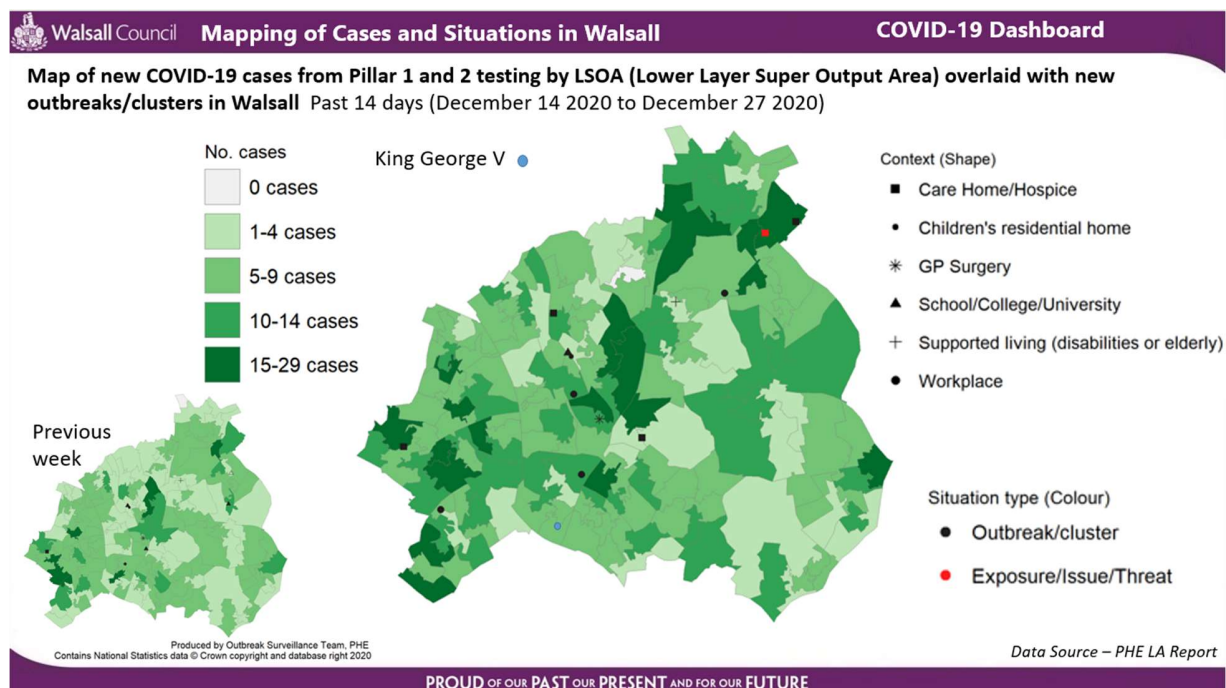 Walsall Council
Mapping of Cases and Situations in Walsall
COVID-19 Dashboard
Map of new COVID-19 cases from Pillar 1 and 2 testing by LSOA (Lower Layer Super Output Area) overlaid with new
outbreaks/clusters in Walsall Past 14 days (December 14 2020 to December 27 2020)
No. cases
0 cases
1-4 cases
5-9 cases
10-14 cases
15-29 cases
King George V
Context (Shape)
Care Home/Hospice
Children's residential home
GP Surgery
School/College/University
Supported living (disabilities or elderly)
Workplace
Previous
week
Situation type (Colour)
Outbreak/cluster
Exposure/Issue/Threat
Produced by Outbreak Surveillance Team, PHE
Contains National Statistics data © Crown copyright and database right 2020
Data Source – PHE LA Report
PROUD OF OUR PAST OUR PRESENT AND FOR OUR FUTURE